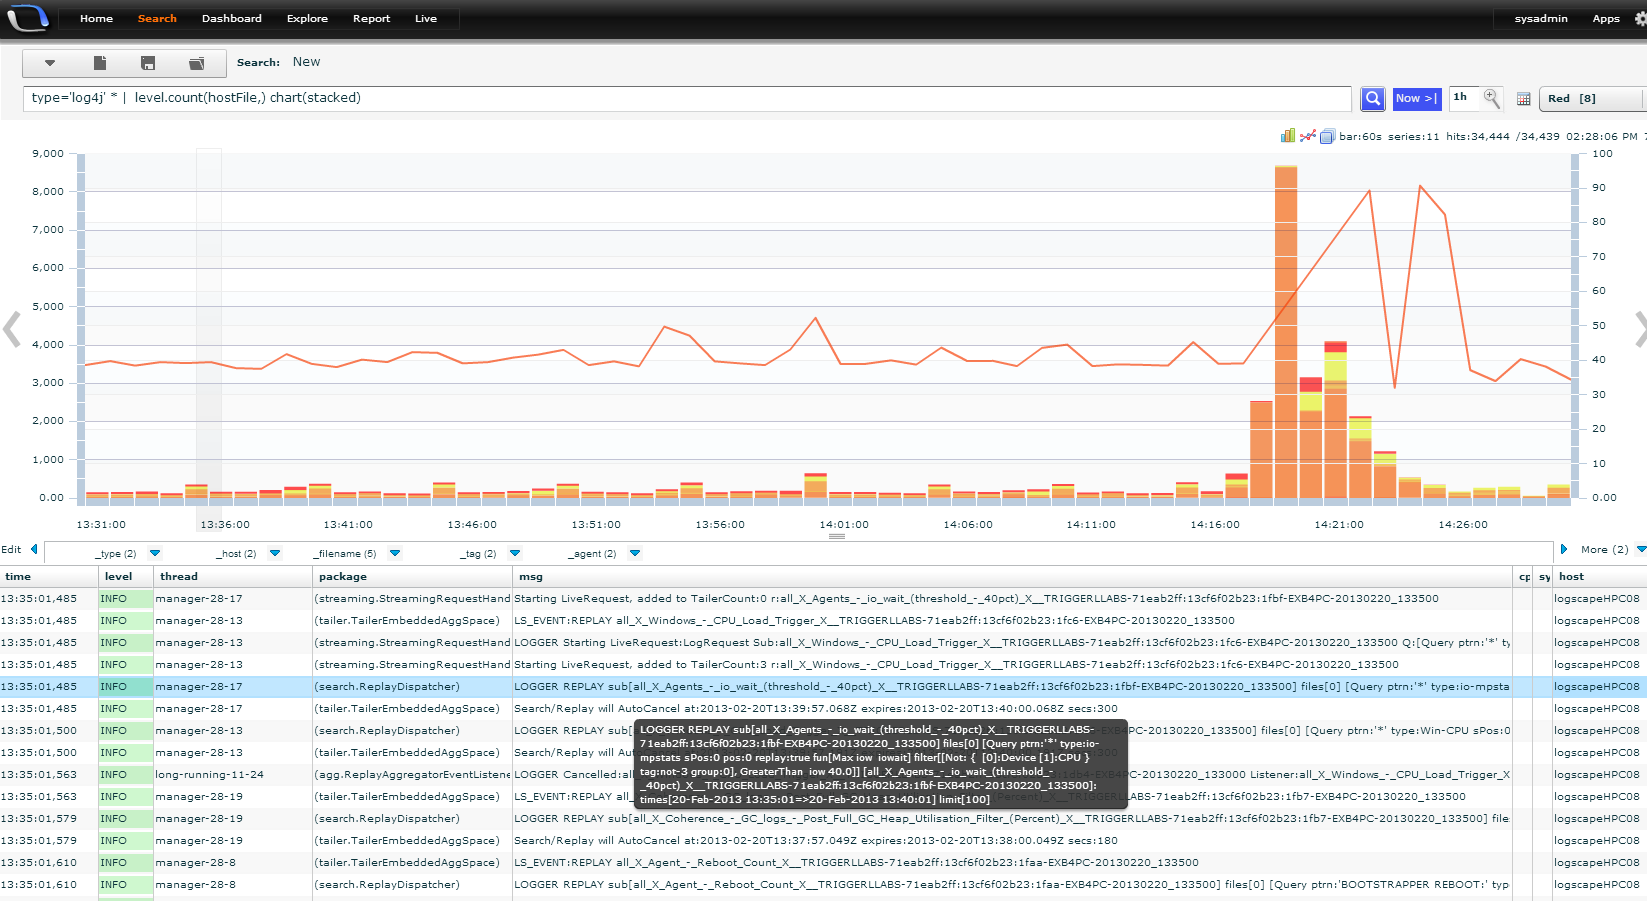 Home Search Dashboard Explore Report Live sysadmin Apps
Search: New
type='log4j' * | level.count(hostFile,) chart(stacked)
Now >| 1h Red [8]
bar:60s series:11 hits:34,444 /34,439 02:28:06 PM
9,000 100
90
8,000
80
7,000
70
6,000
60
5,000
50
4,000
40
3,000
30
2,000
20
1,000
10
0.00 0.00
13:31:00 13:36:00 13:41:00 13:46:00 13:51:00 13:56:00 14:01:00 14:06:00 14:11:00 14:16:00 14:21:00 14:26:00
Edit _type (2) _host (2) _filename (5) _tag (2) _agent (2) More (2)
time level thread package msg cp sy host
13:35:01,485 INFO manager-28-17 (streaming.StreamingRequestHand Starting LiveRequest, added to TailerCount:0 r:all_X_Agents_-_io_wait_(threshold_-_40pct)_X__TRIGGERLLABS-71eab2ff:13cf6f02b23:1fbf-EXB4PC-20130220_133500 logscapeHPC08
13:35:01,485 INFO manager-28-13 (tailer.TailerEmbeddedAggSpace) LS_EVENT:REPLAY all_X_Windows_-_CPU_Load_Trigger_X__TRIGGERLLABS-71eab2ff:13cf6f02b23:1fc6-EXB4PC-20130220_133500 logscapeHPC08
13:35:01,485 INFO manager-28-13 (streaming.StreamingRequestHand LOGGER Starting LiveRequest:LogRequest Sub:all_X_Windows_-_CPU_Load_Trigger_X__TRIGGERLLABS-71eab2ff:13cf6f02b23:1fc6-EXB4PC-20130220_133500 Q:[Query ptrn:'*' ty logscapeHPC08
13:35:01,485 INFO manager-28-13 (streaming.StreamingRequestHand Starting LiveRequest, added to TailerCount:3 r:all_X_Windows_-_CPU_Load_Trigger_X__TRIGGERLLABS-71eab2ff:13cf6f02b23:1fc6-EXB4PC-20130220_133500 logscapeHPC08
13:35:01,485 INFO manager-28-17 (search.ReplayDispatcher) LOGGER REPLAY sub[all_X_Agents_-_io_wait_(threshold_-_40pct)_X__TRIGGERLLABS-71eab2ff:13cf6f02b23:1fbf-EXB4PC-20130220_133500] files[0] [Query ptrn:'*' type:io-mpsta logscapeHPC08
13:35:01,485 INFO manager-28-17 (tailer.TailerEmbeddedAggSpace) Search/Replay will AutoCancel at:2013-02-20T13:39:57.068Z expires:2013-02-20T13:40:00.068Z secs:300 logscapeHPC08
13:35:01,500 INFO manager-28-13 (search.ReplayDispatcher) files[0] [Query ptrn:'*' type:Win-CPU sPos:0 logscapeHPC08
13:35:01,500 INFO manager-28-13 (tailer.TailerEmbeddedAggSpace) Search/Replay will logscapeHPC08
13:35:01,563 INFO long-running-11-24 (agg.ReplayAggregatorEventListene LOGGER Cancelled:all 133000 Listener:all_X_Windows_-_CPU_Load_Trigger_X logscapeHPC08
13:35:01,563 INFO manager-28-19 (tailer.TailerEmbeddedAggSpace) LS_EVENT:REPLAY all 71eab2ff:13cf6f02b23:1fb7-EXB4PC-20130220_133500 logscapeHPC08
LOGGER REPLAY sub[all_X_Agents_-_io_wait_(threshold_-_40pct)_X__TRIGGERLLABS-
71eab2ff:13cf6f02b23:1fbf-EXB4PC-20130220_133500] files[0] [Query ptrn:'*' type:io-
mpstats sPos:0 pos:0 replay:true fun[Max iow iowait] filter[[Not: { [0]:Device [1]:CPU }
tag:not-3 group:0], GreaterThan iow 40.0]] [all_X_Agents_-_io_wait_(threshold_-
_40pct)_X__TRIGGERLLABS-71eab2ff:13cf6f02b23:1fbf-EXB4PC-20130220_133500]:
times[20-Feb-2013 13:35:01=>20-Feb-2013 13:40:01] limit[100]
13:35:01,579 INFO manager-28-19 (search.ReplayDispatcher) LOGGER REPLAY sub[all_X_Coherence_-_GC_logs_-_Post_Full_GC_Heap_Utilisation_Filter_(Percent)_X__TRIGGERLLABS-71eab2ff:13cf6f02b23:1fb7-EXB4PC-20130220_133500] file logscapeHPC08
13:35:01,579 INFO manager-28-19 (tailer.TailerEmbeddedAggSpace) Search/Replay will AutoCancel at:2013-02-20T13:37:57.049Z expires:2013-02-20T13:38:00.049Z secs:180 logscapeHPC08
13:35:01,610 INFO manager-28-8 (tailer.TailerEmbeddedAggSpace) LS_EVENT:REPLAY all_X_Agent_-_Reboot_Count_X__TRIGGERLLABS-71eab2ff:13cf6f02b23:1faa-EXB4PC-20130220_133500 logscapeHPC08
13:35:01,610 INFO manager-28-8 (search.ReplayDispatcher) LOGGER REPLAY sub[all_X_Agent_-_Reboot_Count_X__TRIGGERLLABS-71eab2ff:13cf6f02b23:1faa-EXB4PC-20130220_133500] files[0] [Query ptrn:'BOOTSTRAPPER REBOOT:' typ logscapeHPC08